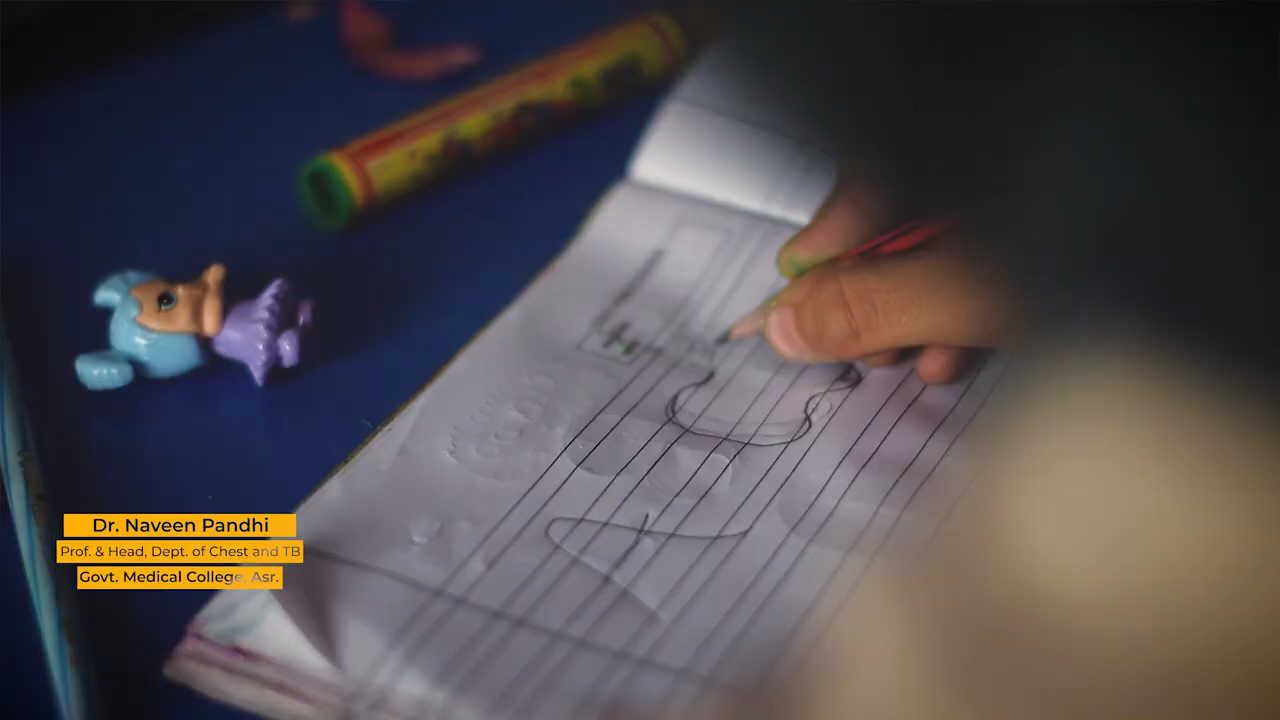 Dr. Naveen Pandhi
Prof. & Head, Dept. of Chest and TB
Govt. Medical College, Asr.